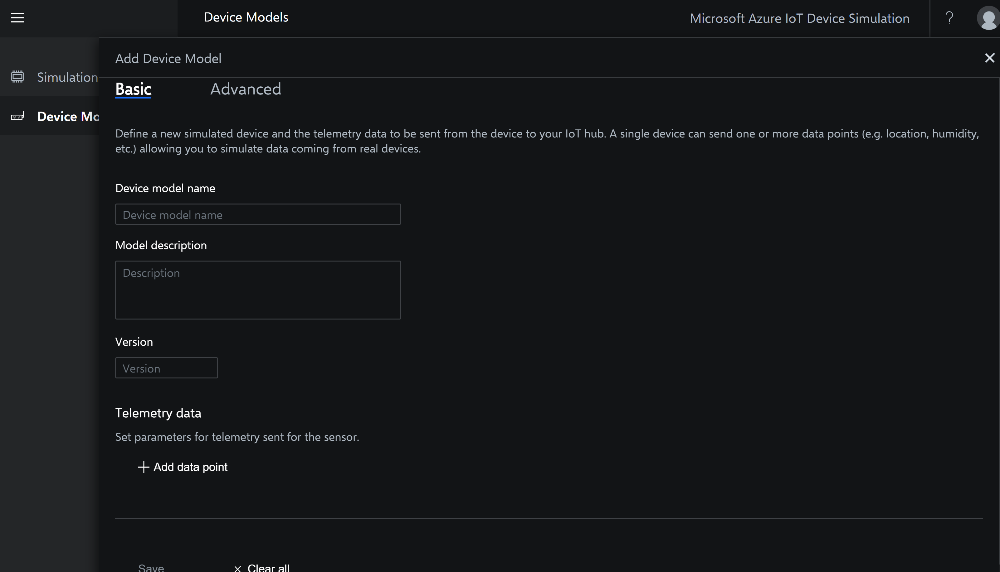 Device Models
Microsoft Azure IoT Device Simulation
?
Add Device Model
Simulation
Basic
Advanced
Device Mo
Define a new simulated device and the telemetry data to be sent from the device to your IoT hub. A single device can send one or more data points (e.g. location, humidity,
etc.) allowing you to simulate data coming from real devices.
Device model name
Device model name
Model description
Description
Version
Version
Telemetry data
Set parameters for telemetry sent for the sensor.
Add data point
Save
Clear all